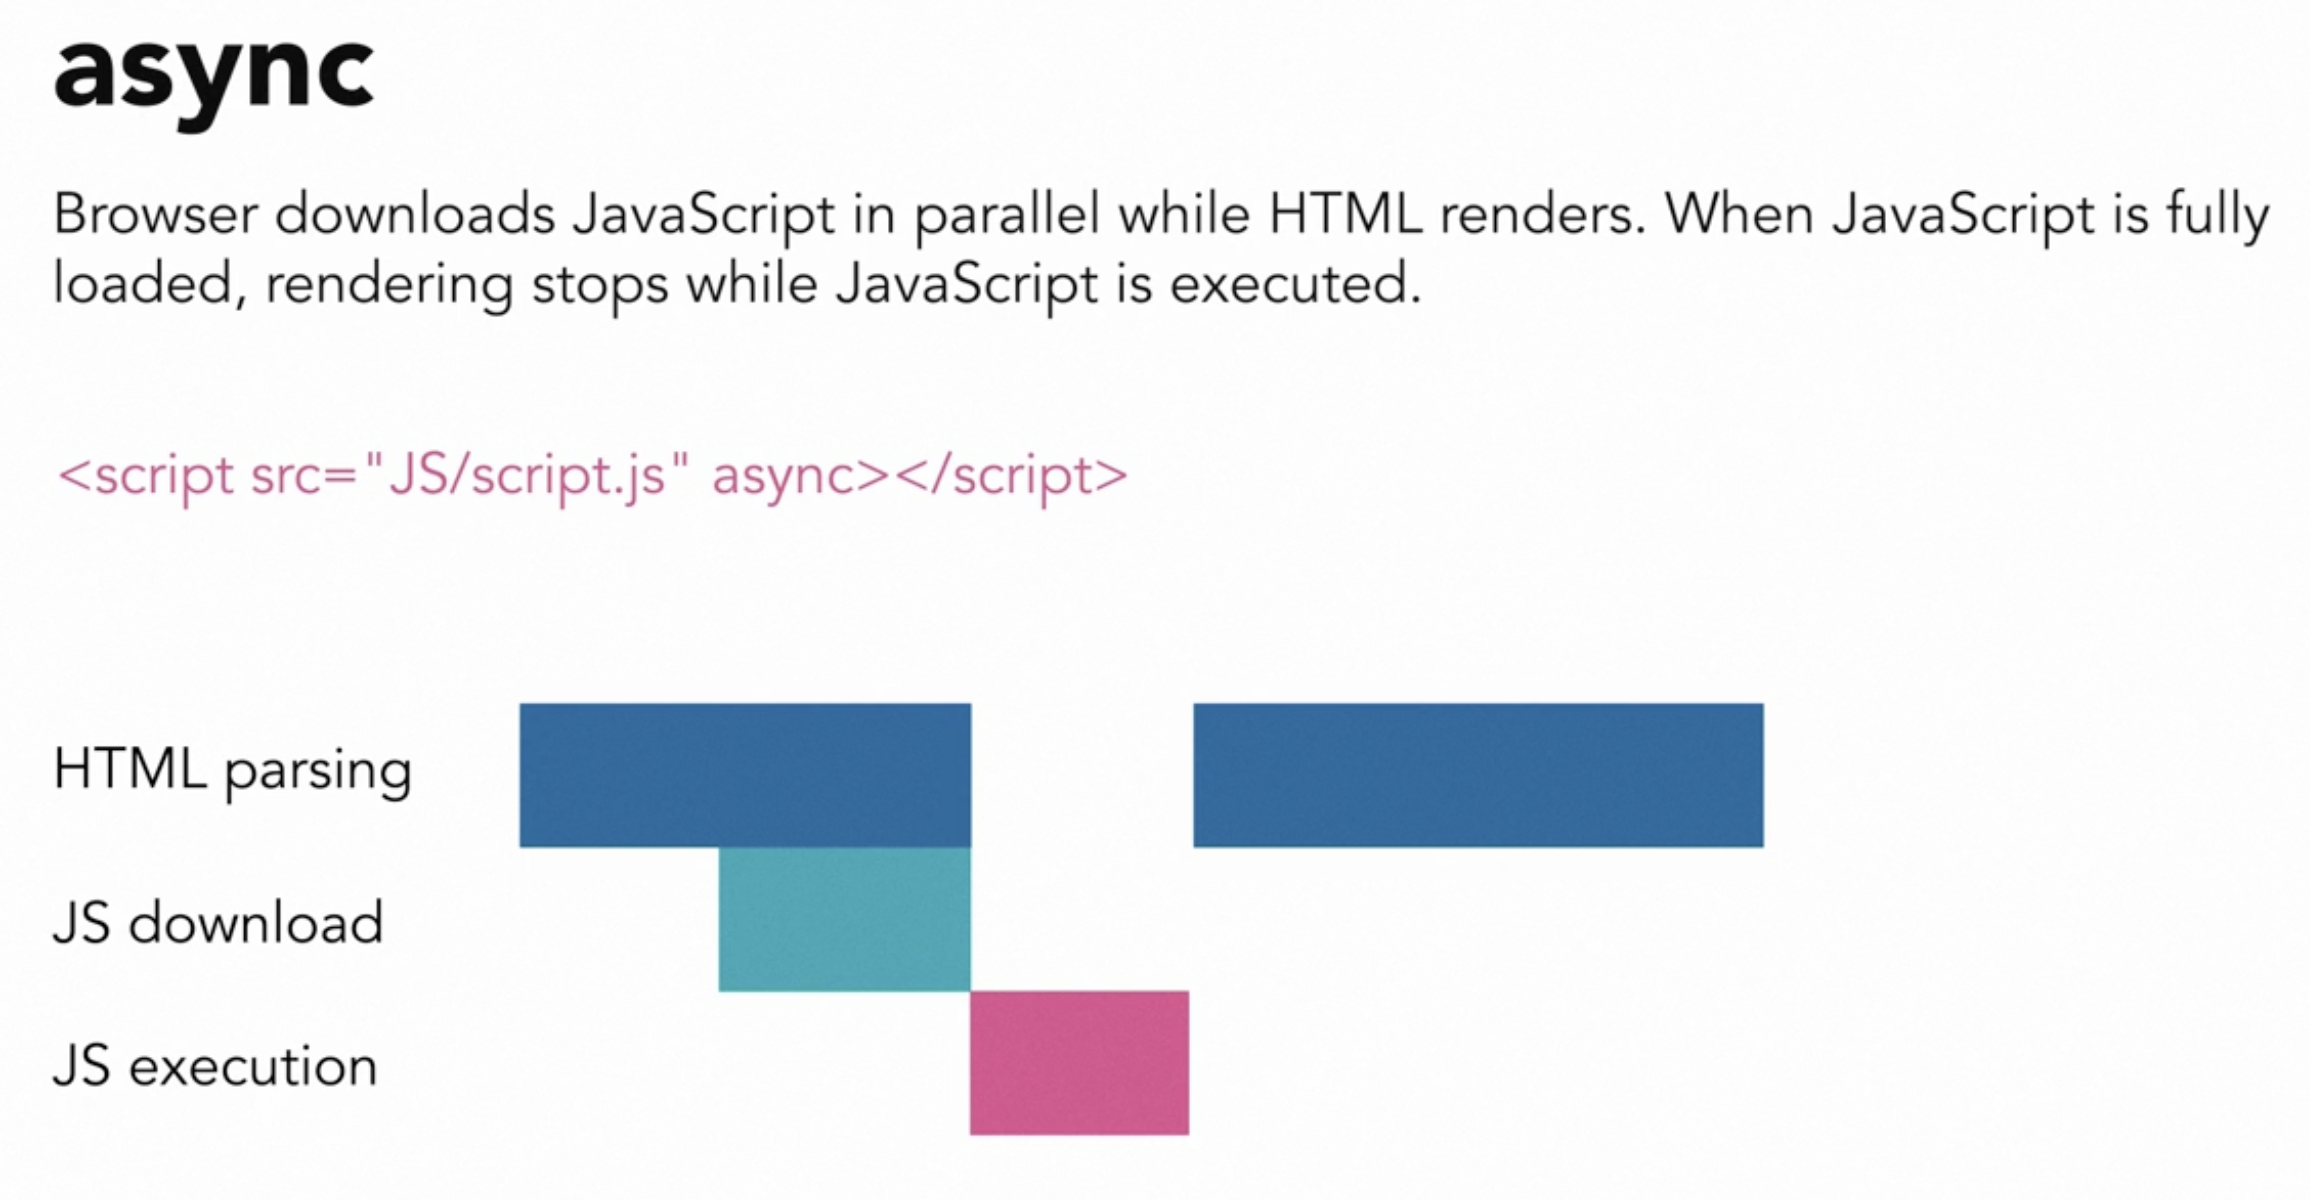 async
Browser downloads JavaScript in parallel while HTML renders. When JavaScript is fully
loaded, rendering stops while JavaScript is executed.
<script src="JS/script.js" async></script>
HTML parsing
JS download
JS execution